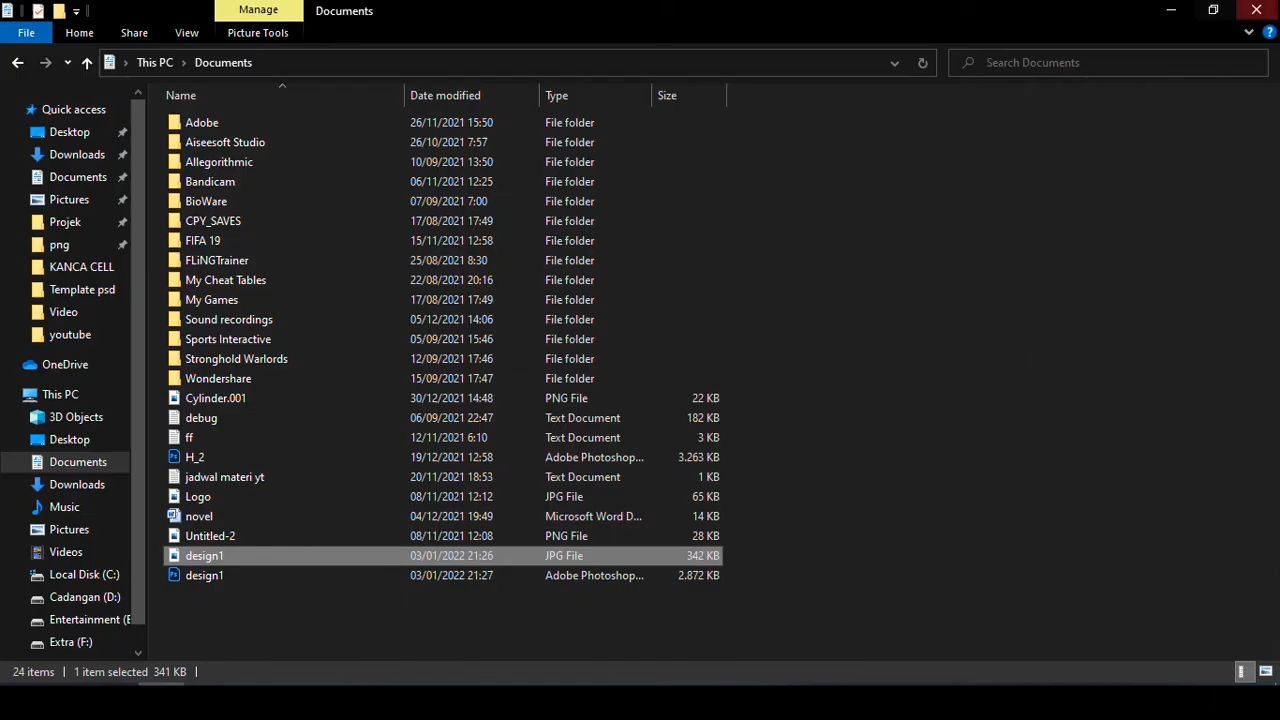 Manage
Documents
File
Home
Share
View
Picture Tools
This PC
Documents
Search Documents
Name
Date modified
Type
Size
Quick access
Desktop
Downloads
Documents
Pictures
Projek
png
KANCA CELL
Template psd
Video
youtube
OneDrive
This PC
3D Objects
Desktop
Documents
Downloads
Music
Pictures
Videos
Local Disk (C:)
Cadangan (D:)
Entertainment (E
Extra (F:)
Adobe 26/11/2021 15:50 File folder
Aiseesoft Studio 26/10/2021 7:57 File folder
Allegorithmic 10/09/2021 13:50 File folder
Bandicam 06/11/2021 12:25 File folder
BioWare 07/09/2021 7:00 File folder
CPY_SAVES 17/08/2021 17:49 File folder
FIFA 19 15/11/2021 12:58 File folder
FLiNGTrainer 25/08/2021 8:30 File folder
My Cheat Tables 22/08/2021 20:16 File folder
My Games 17/08/2021 17:49 File folder
Sound recordings 05/12/2021 14:06 File folder
Sports Interactive 05/09/2021 15:46 File folder
Stronghold Warlords 12/09/2021 17:46 File folder
Wondershare 15/09/2021 17:47 File folder
Cylinder.001 30/12/2021 14:48 PNG File 22 KB
debug 06/09/2021 22:47 Text Document 182 KB
ff 12/11/2021 6:10 Text Document 3 KB
H_2 19/12/2021 12:58 Adobe Photoshop... 3.263 KB
jadwal materi yt 20/11/2021 18:53 Text Document 1 KB
Logo 08/11/2021 12:12 JPG File 65 KB
novel 04/12/2021 19:49 Microsoft Word D... 14 KB
Untitled-2 08/11/2021 12:08 PNG File 28 KB
design1 03/01/2022 21:26 JPG File 342 KB
design1 03/01/2022 21:27 Adobe Photoshop... 2.872 KB
24 items 1 item selected 341 KB